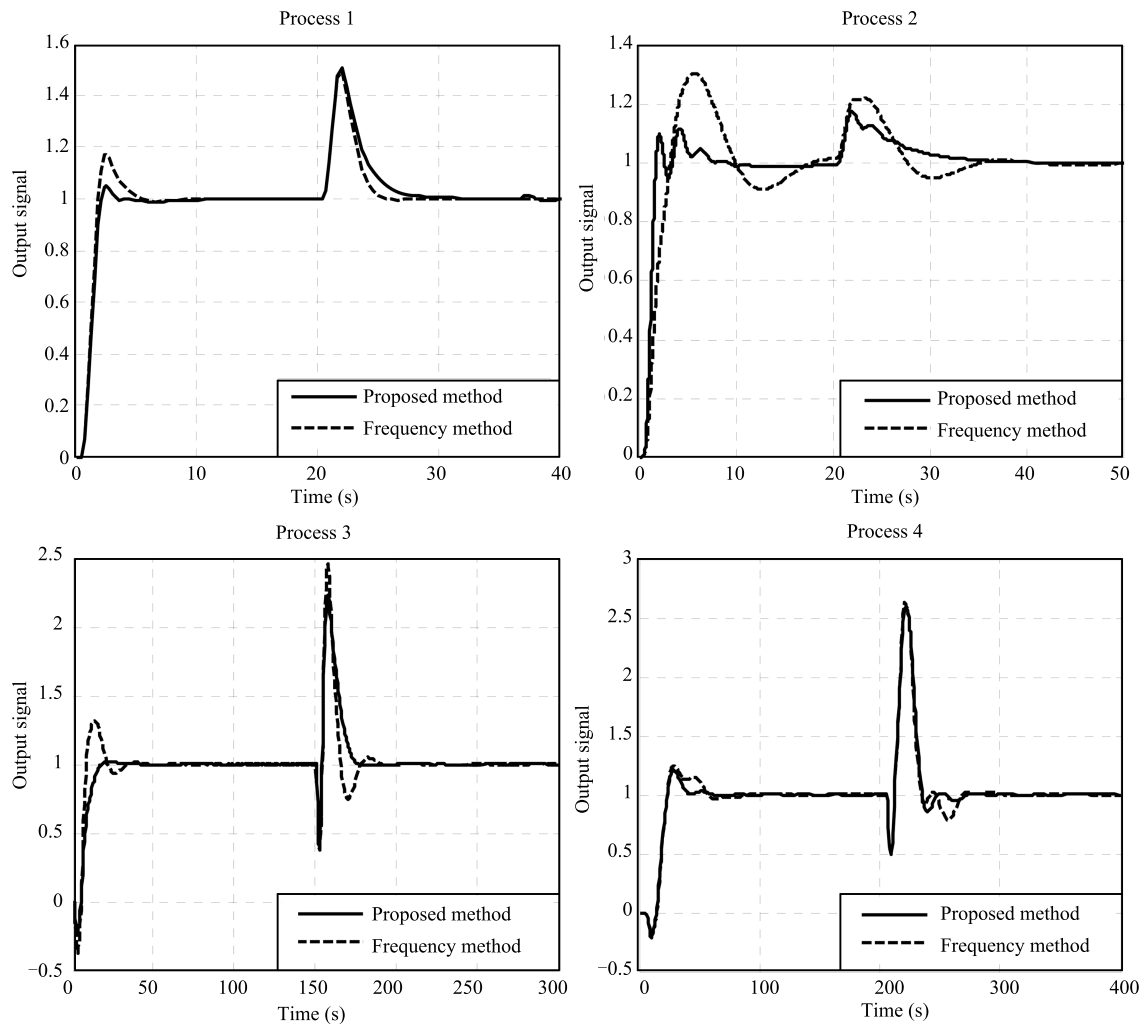 Process 1
1.6
1.4
1.2
1
0.8
0.6
0.4
0.2
0
0 10 20 30 40
Output signal
Time (s)
Proposed method
Frequency method
Process 2
1.4
1.2
1
0.8
0.6
0.4
0.2
0
0 10 20 30 40 50
Output signal
Time (s)
Proposed method
Frequency method
Process 3
2.5
2
1.5
1
0.5
0
−0.5
0 50 100 150 200 250 300
Output signal
Time (s)
Proposed method
Frequency method
Process 4
3
2.5
2
1.5
1
0.5
0
−0.5
0 100 200 300 400
Output signal
Time (s)
Proposed method
Frequency method